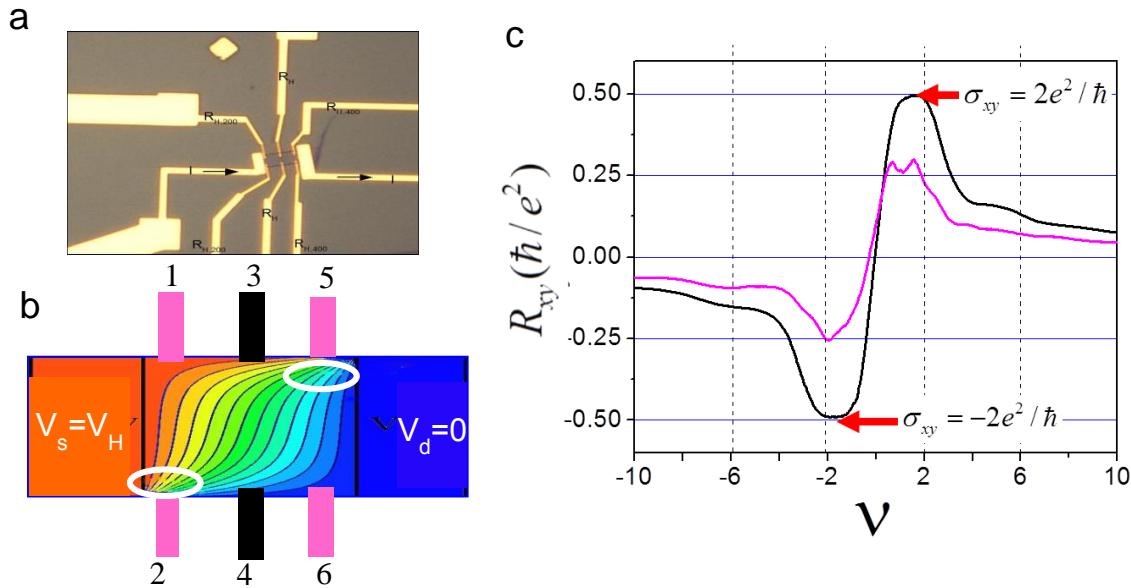 a
R_H
R_H,200
R_H,400
I
I
R_H,200
R_H
R_H,400
b
1 3 5
V_s=V_H
V_d=0
2 4 6
c
R_xy(ℏ/e²)
0.50
0.25
0.00
-0.25
-0.50
σ_xy = 2e²/ℏ
σ_xy = −2e²/ℏ
-10 -6 -2 2 6 10
ν